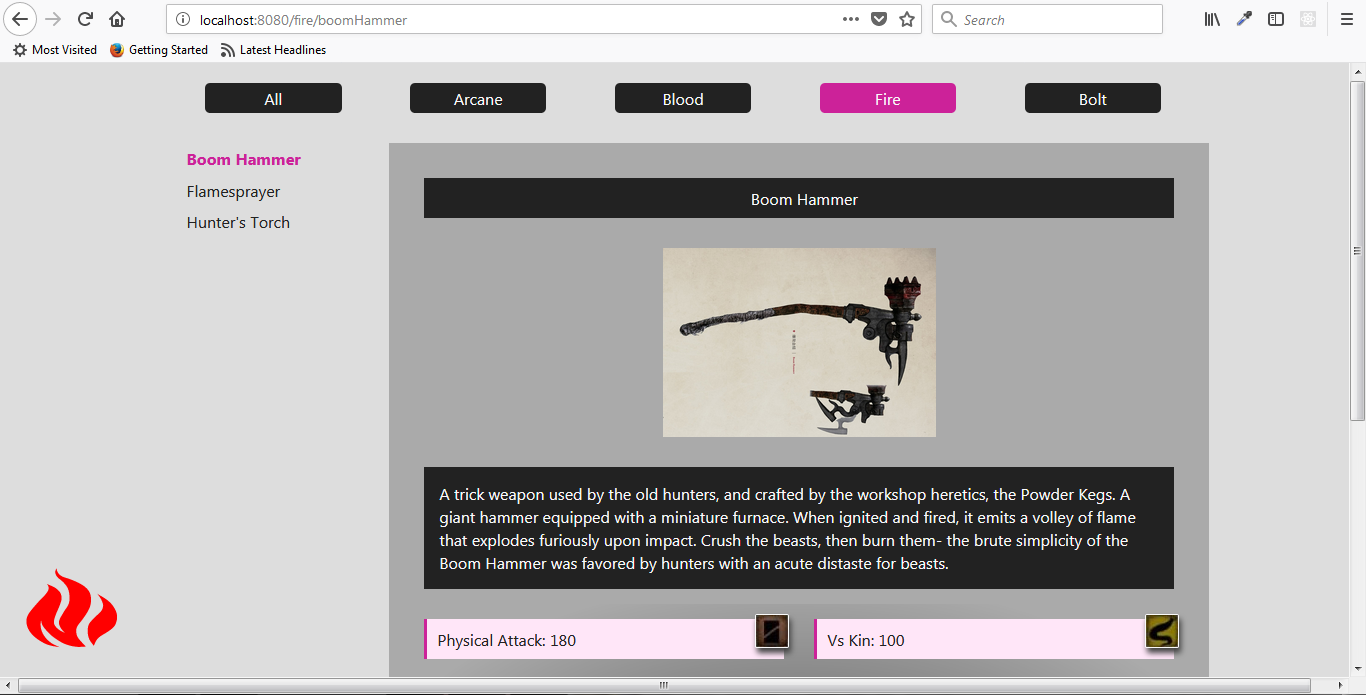 localhost:8080/fire/boomHammer
Search
Most Visited
Getting Started
Latest Headlines
All
Arcane
Blood
Fire
Bolt
Boom Hammer
Flamesprayer
Hunter's Torch
Boom Hammer
A trick weapon used by the old hunters, and crafted by the workshop heretics, the Powder Kegs. A
giant hammer equipped with a miniature furnace. When ignited and fired, it emits a volley of flame
that explodes furiously upon impact. Crush the beasts, then burn them- the brute simplicity of the
Boom Hammer was favored by hunters with an acute distaste for beasts.
Physical Attack: 180
Vs Kin: 100